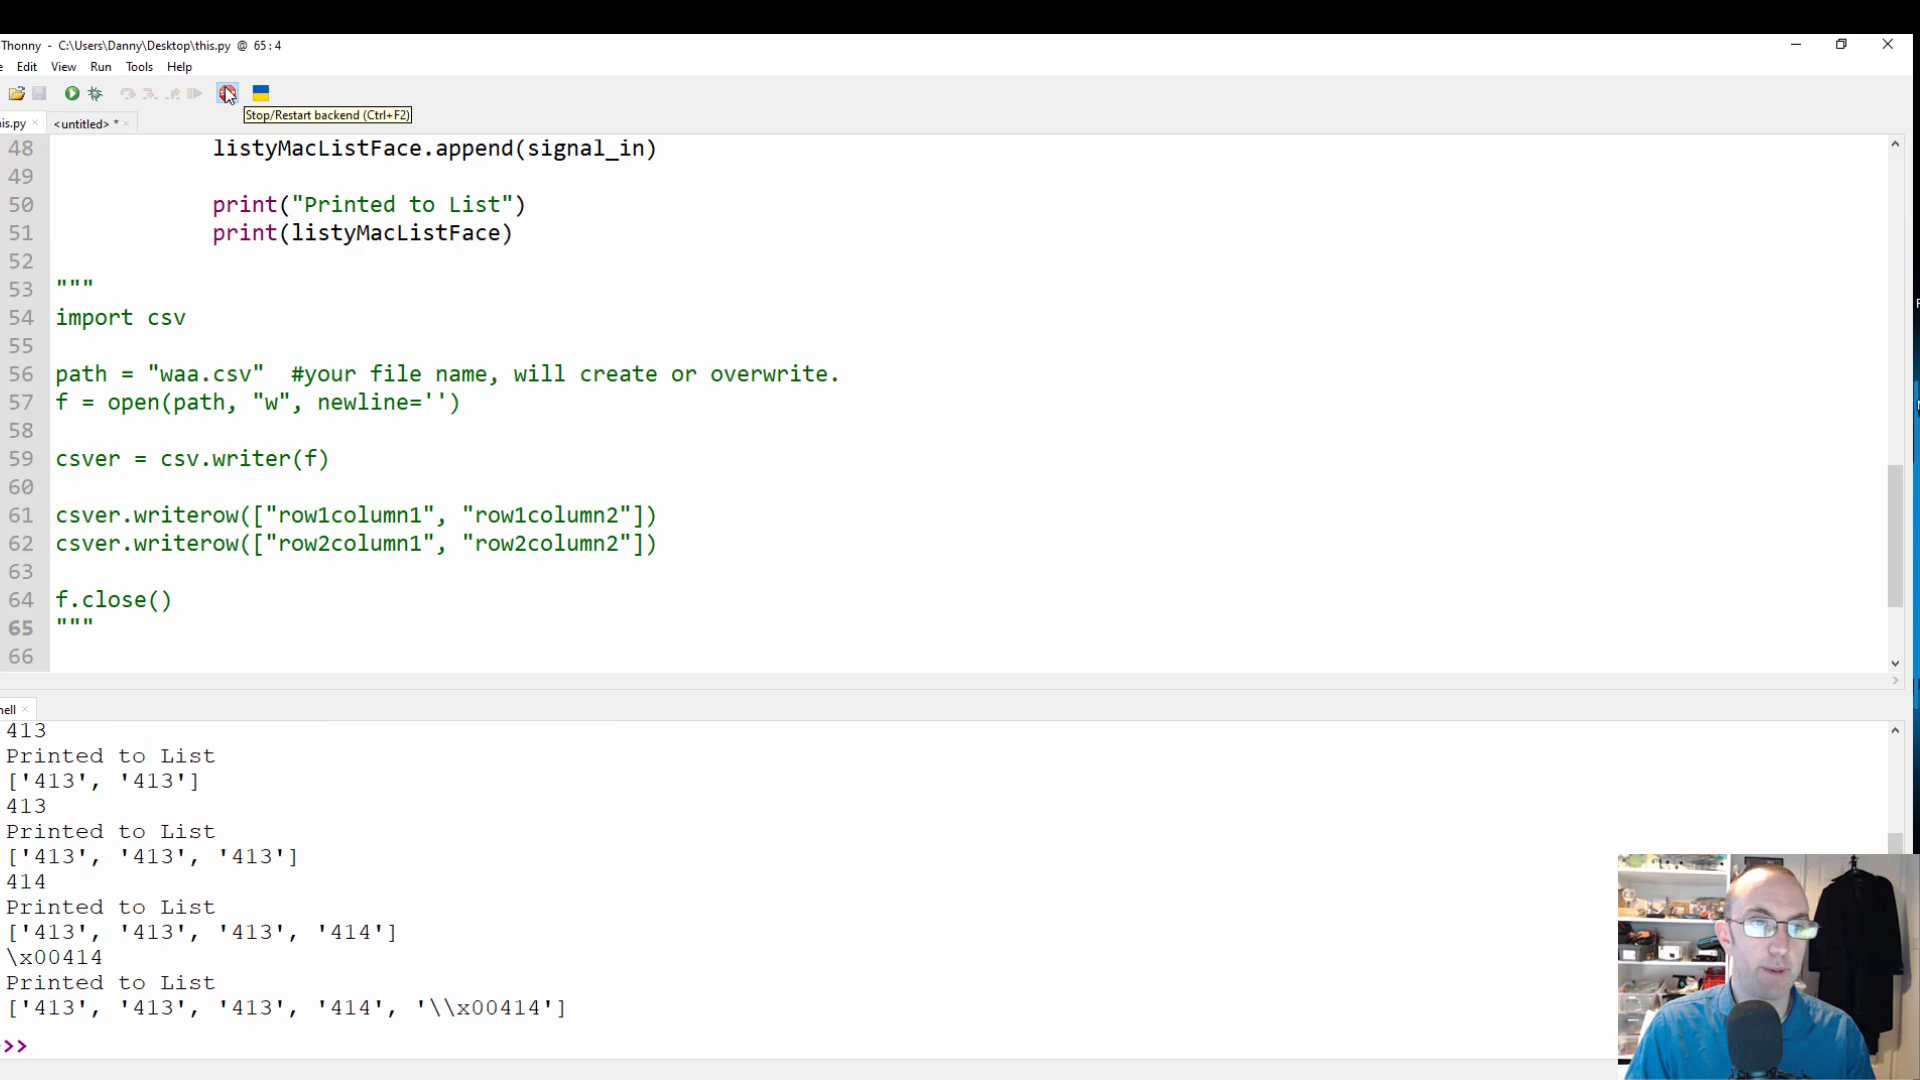 Thonny - C:\Users\Danny\Desktop\this.py @ 65:4
Edit View Run Tools Help
Stop/Restart backend (Ctrl+F2)
is.py × <untilted> * ×
48 listyMacListFace.append(signal_in)
49
50 print("Printed to List")
51 print(listyMacListFace)
52
53 """
54 import csv
55
56 path = "waa.csv" #your file name, will create or overwrite.
57 f = open(path, "w", newline='')
58
59 csver = csv.writer(f)
60
61 csver.writerow(["row1column1", "row1column2"])
62 csver.writerow(["row2column1", "row2column2"])
63
64 f.close()
65 """
66
ell ×
413
Printed to List
['413', '413']
413
Printed to List
['413', '413', '413']
414
Printed to List
['413', '413', '413', '414']
\x00414
Printed to List
['413', '413', '413', '414', '\\x00414']
>>